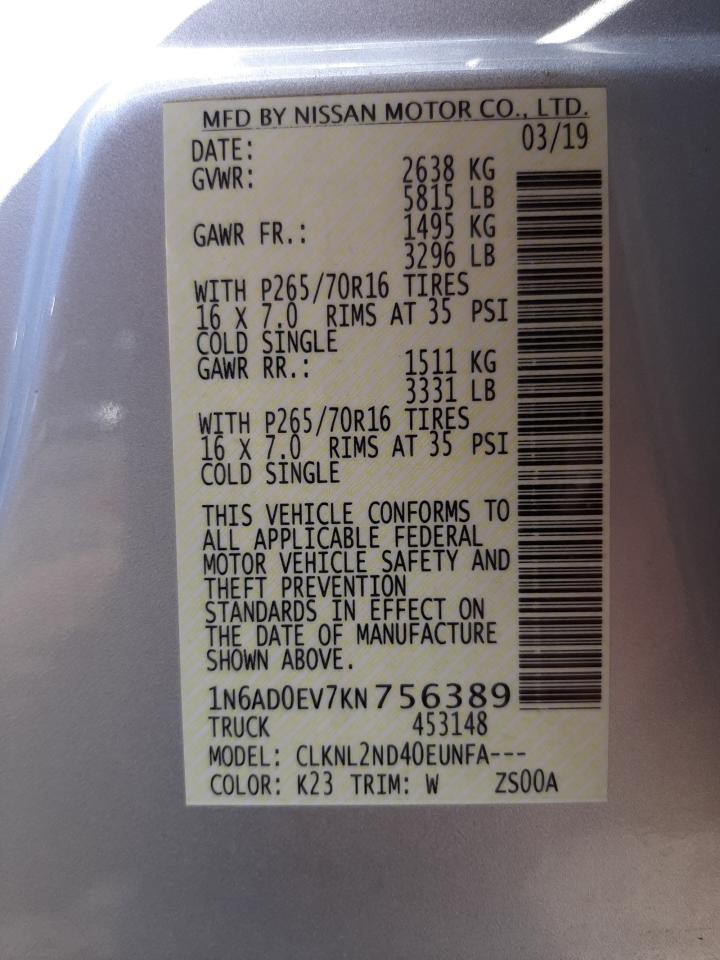 MFD BY NISSAN MOTOR CO., LTD.
DATE: 03/19
GVWR: 2638 KG
5815 LB
GAWR FR.: 1495 KG
3296 LB
WITH P265/70R16 TIRES
16 X 7.0 RIMS AT 35 PSI
COLD SINGLE
GAWR RR.: 1511 KG
3331 LB
WITH P265/70R16 TIRES
16 X 7.0 RIMS AT 35 PSI
COLD SINGLE
THIS VEHICLE CONFORMS TO
ALL APPLICABLE FEDERAL
MOTOR VEHICLE SAFETY AND
THEFT PREVENTION
STANDARDS IN EFFECT ON
THE DATE OF MANUFACTURE
SHOWN ABOVE.
1N6AD0EV7KN756389
TRUCK 453148
MODEL: CLKNL2ND40EUNFA---
COLOR: K23 TRIM: W ZS00A